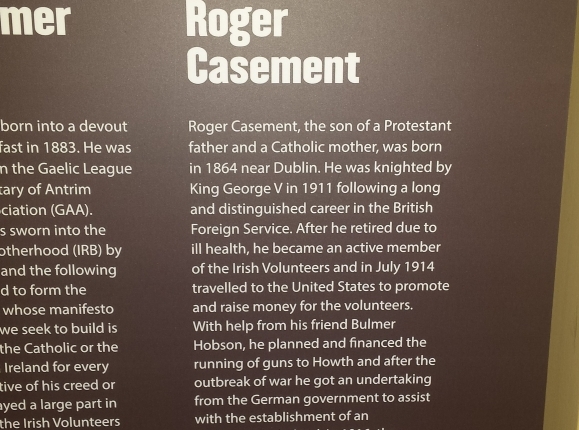 mer
born into a devout
fast in 1883. He was
n the Gaelic League
tary of Antrim
ciation (GAA).
s sworn into the
otherhood (IRB) by
and the following
d to form the
whose manifesto
we seek to build is
the Catholic or the
Ireland for every
tive of his creed or
ayed a large part in
the Irish Volunteers
Roger
Casement
Roger Casement, the son of a Protestant
father and a Catholic mother, was born
in 1864 near Dublin. He was knighted by
King George V in 1911 following a long
and distinguished career in the British
Foreign Service. After he retired due to
ill health, he became an active member
of the Irish Volunteers and in July 1914
travelled to the United States to promote
and raise money for the volunteers.
With help from his friend Bulmer
Hobson, he planned and financed the
running of guns to Howth and after the
outbreak of war he got an undertaking
from the German government to assist
with the establishment of an